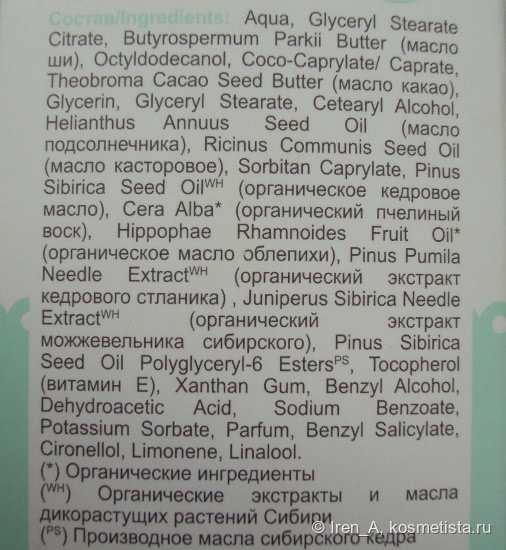 Состав/Ingredients: Aqua, Glyceryl Stearate
Citrate, Butyrospermum Parkii Butter (масло
ши), Octyldodecanol, Coco-Caprylate/ Caprate,
Theobroma Cacao Seed Butter (масло какао),
Glycerin, Glyceryl Stearate, Cetearyl Alcohol,
Helianthus Annuus Seed Oil (масло
подсолнечника), Ricinus Communis Seed Oil
(масло касторовое), Sorbitan Caprylate, Pinus
Sibirica Seed Oilᵂᴴ (органическое кедровое
масло), Cera Alba* (органический пчелиный
воск), Hippophae Rhamnoides Fruit Oil*
(органическое масло облепихи), Pinus Pumila
Needle Extractᵂᴴ (органический экстракт
кедрового стланика) , Juniperus Sibirica Needle
Extractᵂᴴ (органический экстракт
можжевельника сибирского), Pinus Sibirica
Seed Oil Polyglyceryl-6 Estersᴾˢ, Tocopherol
(витамин Е), Xanthan Gum, Benzyl Alcohol,
Dehydroacetic Acid, Sodium Benzoate,
Potassium Sorbate, Parfum, Benzyl Salicylate,
Cironellol, Limonene, Linalool.
(*) Органические ингредиенты
(ᵂᴴ) Органические экстракты и масла
дикорастущих растений Сибири
(ᴾˢ) Производное масла сибирского кедра
© Iren_A, kosmetista.ru